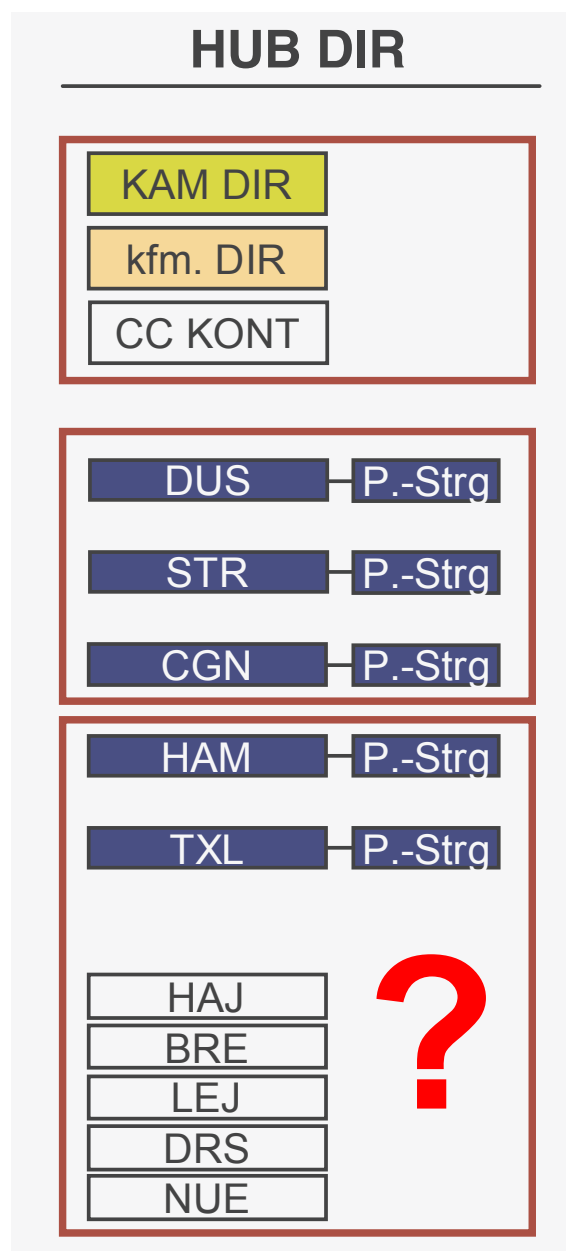 HUB DIR
KAM DIR
kfm. DIR
CC KONT
DUS P.-Strg
STR P.-Strg
CGN P.-Strg
HAM P.-Strg
TXL P.-Strg
?
HAJ
BRE
LEJ
DRS
NUE